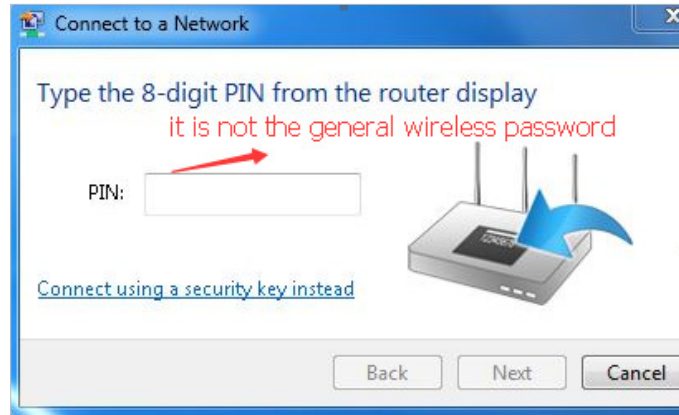 Connect to a Network
X
Type the 8-digit PIN from the router display
it is not the general wireless password
PIN:
12345670
Connect using a security key instead
Back
Next
Cancel